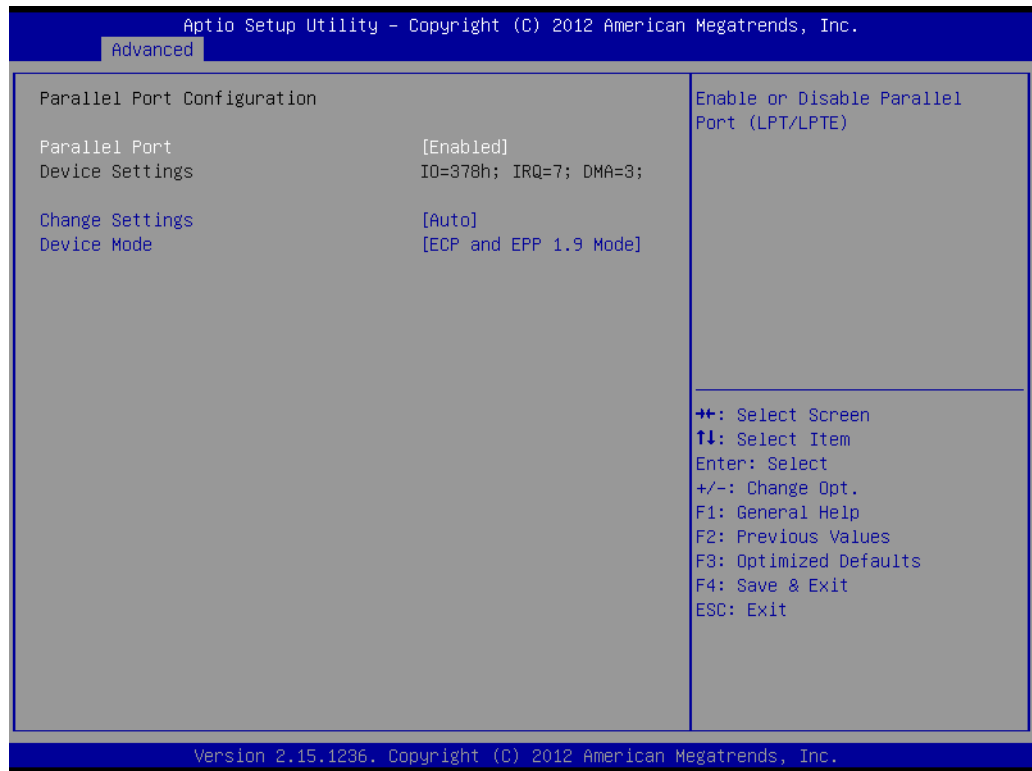 Aptio Setup Utility – Copyright (C) 2012 American Megatrends, Inc.
Advanced
Parallel Port Configuration
Parallel Port [Enabled]
Device Settings IO=378h; IRQ=7; DMA=3;
Change Settings [Auto]
Device Mode [ECP and EPP 1.9 Mode]
Enable or Disable Parallel
Port (LPT/LPTE)
→←: Select Screen
↑↓: Select Item
Enter: Select
+/-: Change Opt.
F1: General Help
F2: Previous Values
F3: Optimized Defaults
F4: Save & Exit
ESC: Exit
Version 2.15.1236. Copyright (C) 2012 American Megatrends, Inc.